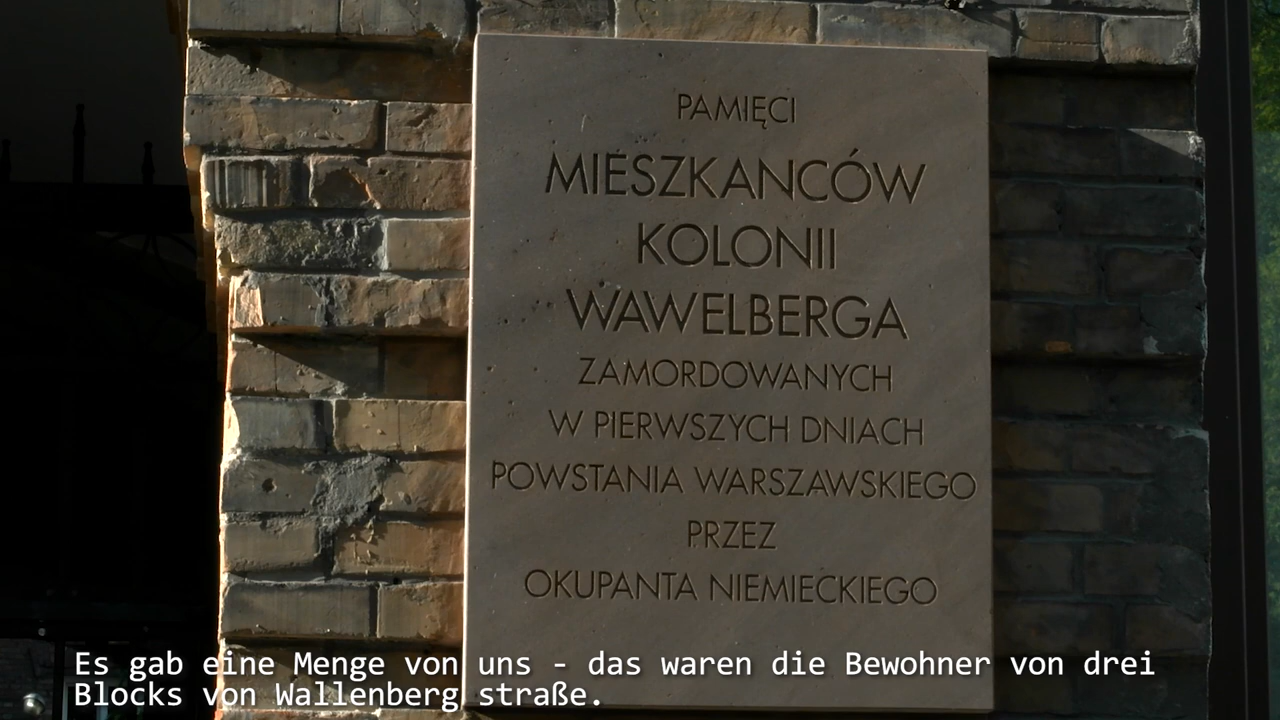 PAMIĘCI
MIESZKANCÓW
KOLONII
WAWELBERGA
ZAMORDOWANYCH
W PIERWSZYCH DNIACH
POWSTANIA WARSZAWSKIEGO
PRZEZ
OKUPANTA NIEMIECKIEGO
Es gab eine Menge von uns - das waren die Bewohner von drei
Blocks von Wallenberg straße.